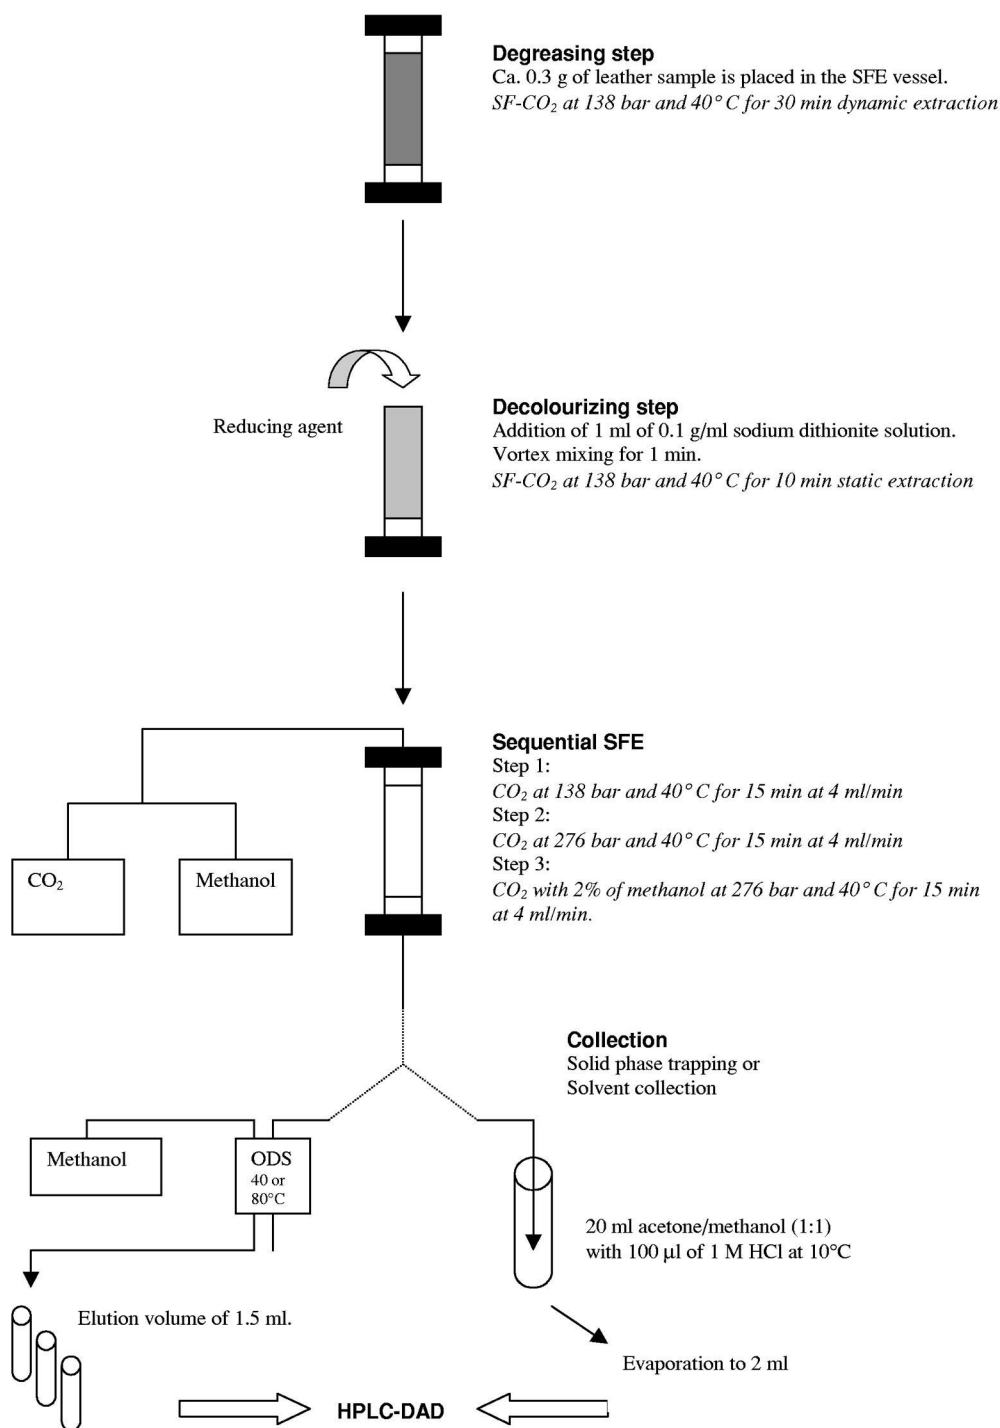 Degreasing step
Ca. 0.3 g of leather sample is placed in the SFE vessel.
SF-CO₂ at 138 bar and 40° C for 30 min dynamic extraction
Reducing agent
Decolourizing step
Addition of 1 ml of 0.1 g/ml sodium dithionite solution.
Vortex mixing for 1 min.
SF-CO₂ at 138 bar and 40° C for 10 min static extraction
CO₂
Methanol
Sequential SFE
Step 1:
CO₂ at 138 bar and 40° C for 15 min at 4 ml/min
Step 2:
CO₂ at 276 bar and 40° C for 15 min at 4 ml/min
Step 3:
CO₂ with 2% of methanol at 276 bar and 40° C for 15 min
at 4 ml/min.
Collection
Solid phase trapping or
Solvent collection
Methanol
ODS
40 or
80°C
20 ml acetone/methanol (1:1)
with 100 μl of 1 M HCl at 10°C
Elution volume of 1.5 ml.
Evaporation to 2 ml
HPLC-DAD